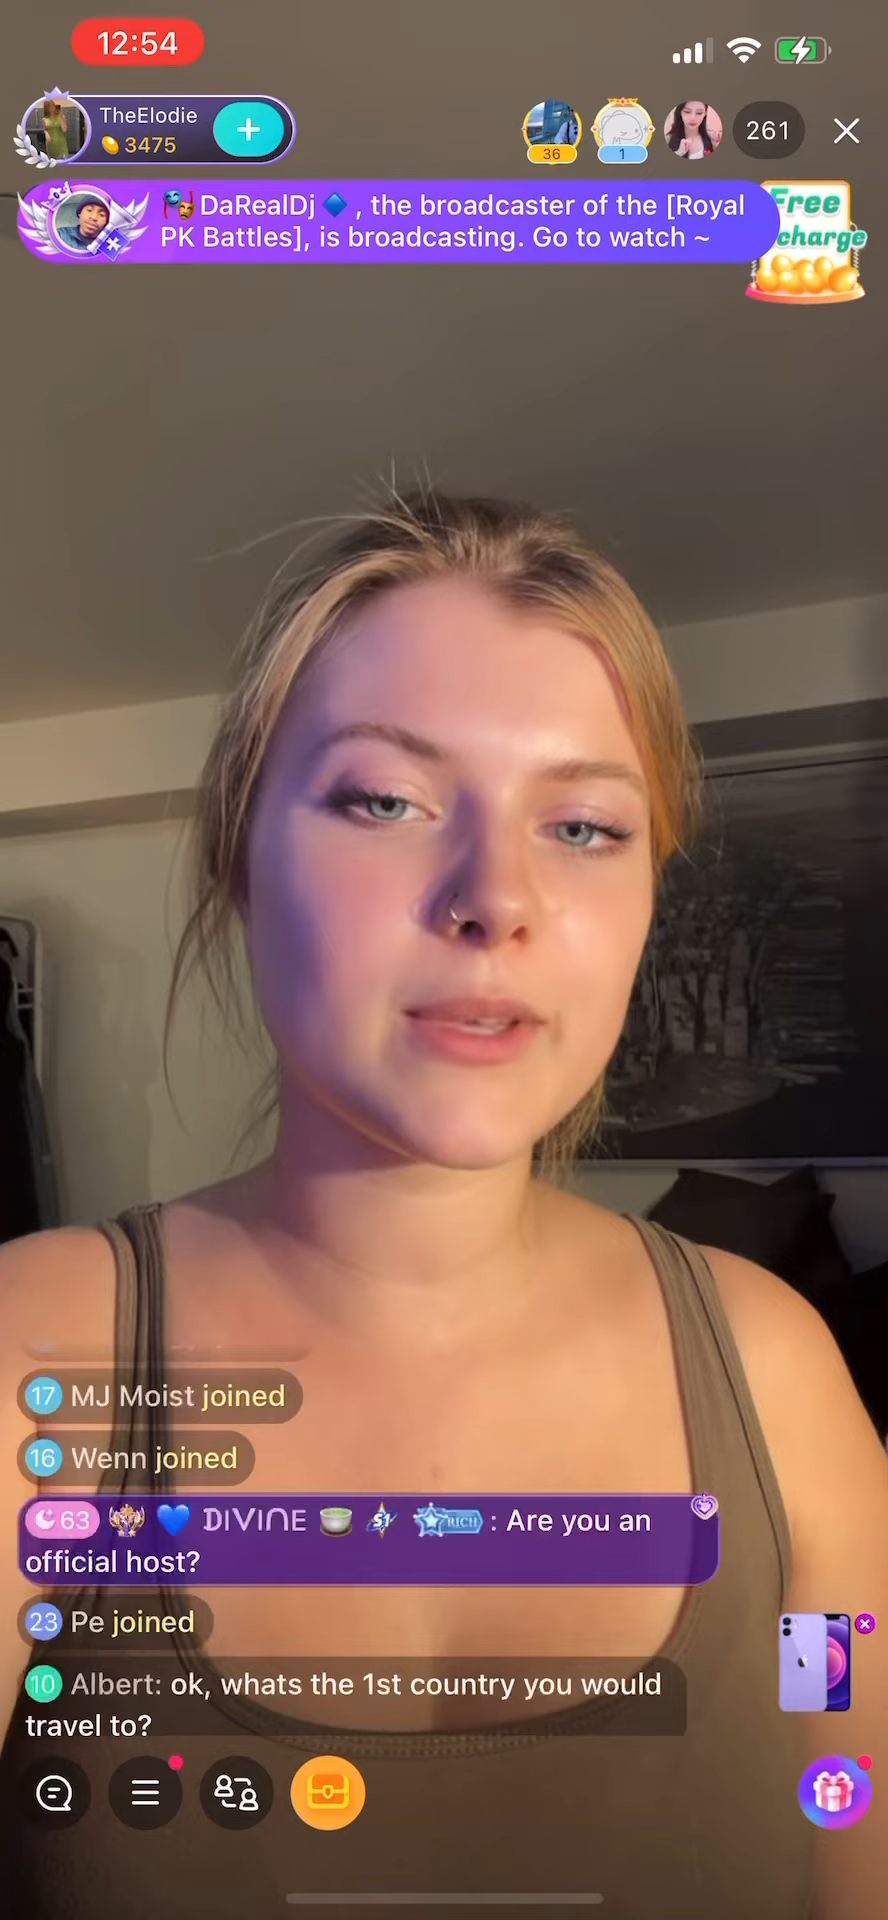 12:54
TheElodie
3475
36
1
261
DaRealDj , the broadcaster of the [Royal
PK Battles], is broadcasting. Go to watch ~
Free
charge
17 MJ Moist joined
16 Wenn joined
63 DIVINE S1 RICH : Are you an
official host?
23 Pe joined
10 Albert: ok, whats the 1st country you would
travel to?